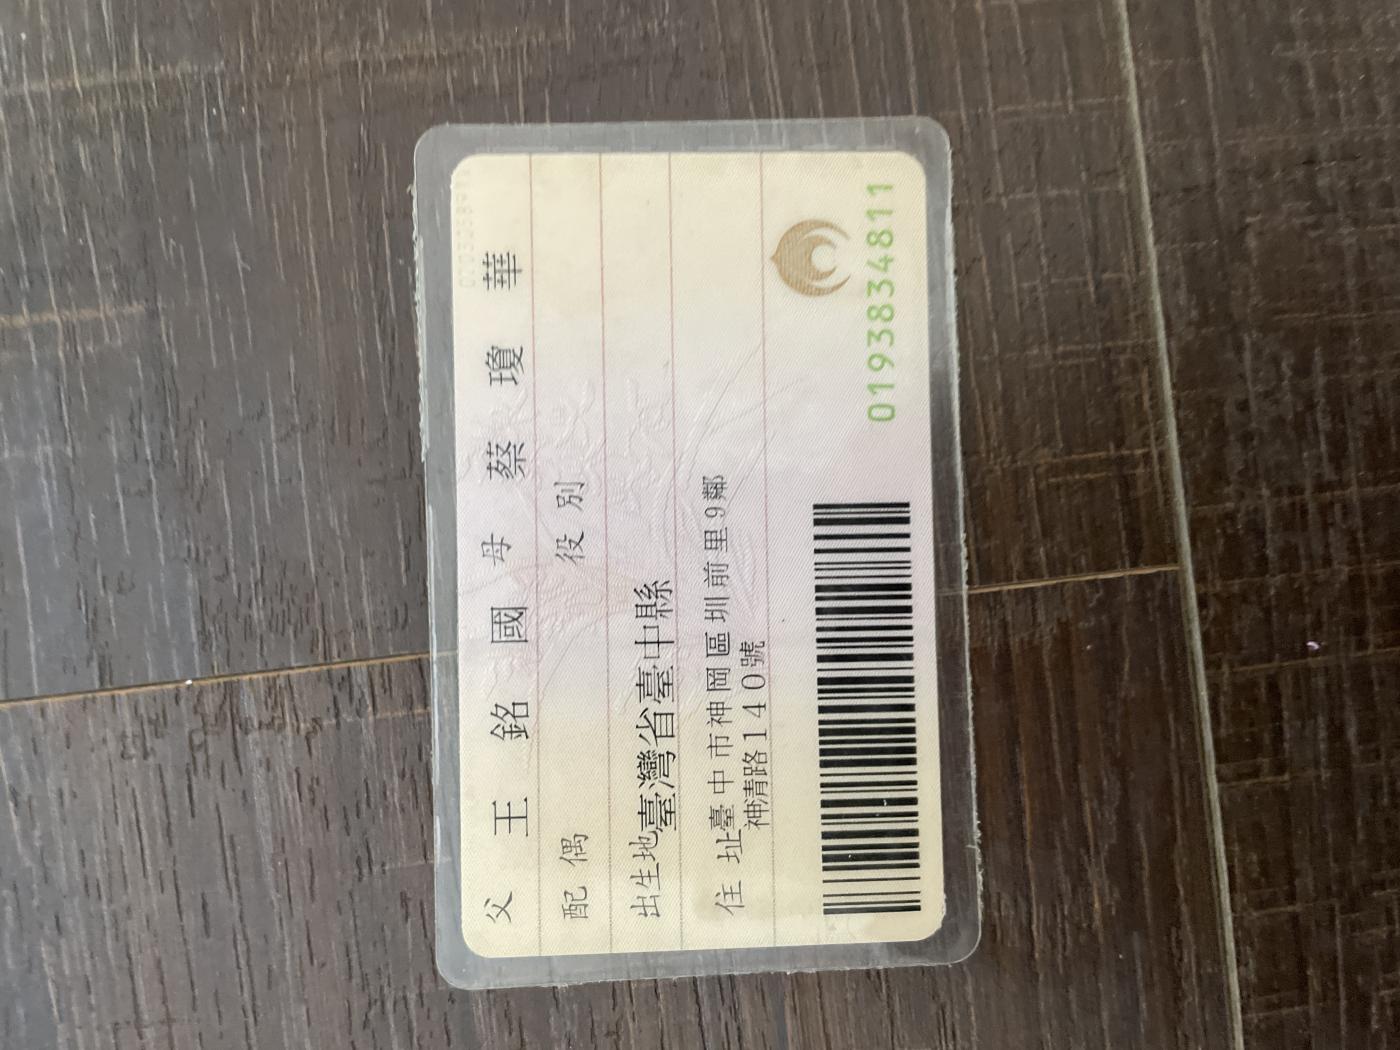 父 王銘國 母 蔡瓊華
配偶 役別
出生地 臺灣省臺中縣
住址 臺中市神岡區圳前里9鄰
神清路140號
0193834811